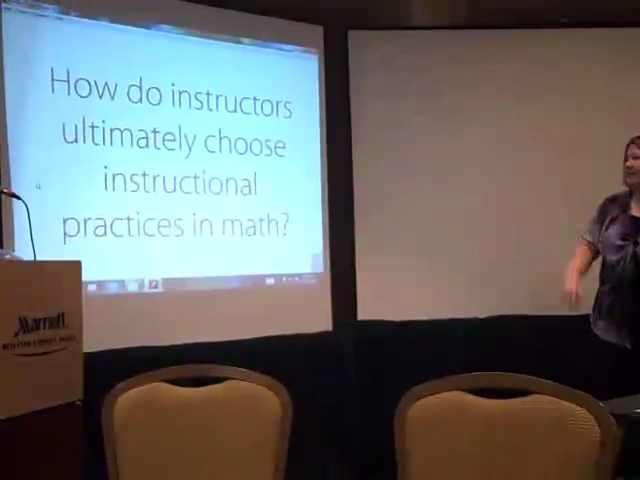 How do instructors
ultimately choose
instructional
practices in math?
Marriott